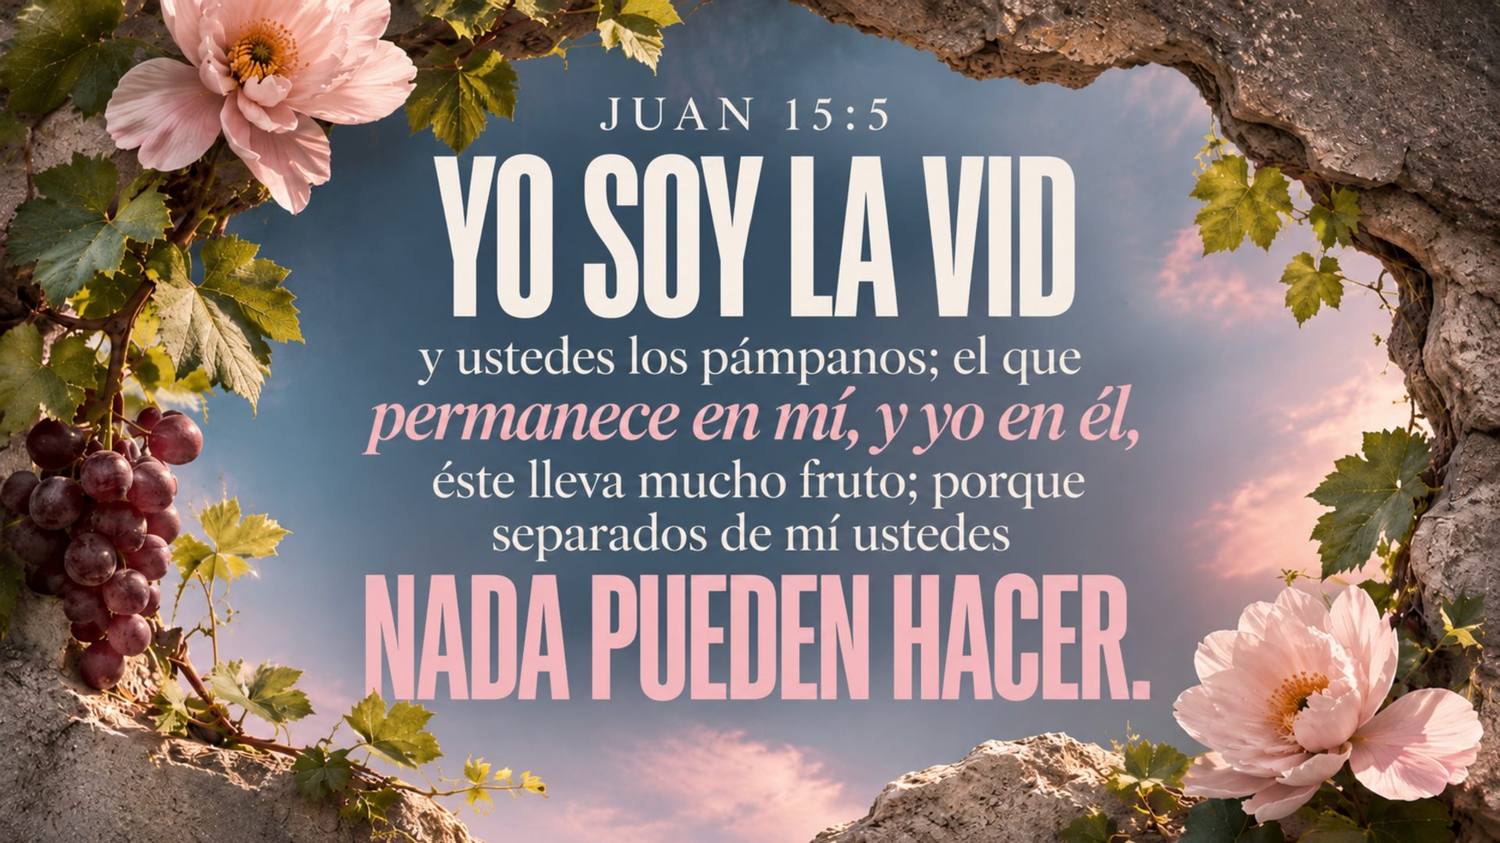 JUAN 15:5
YO SOY LA VID
y ustedes los pámpanos; el que
permanece en mí, y yo en él,
éste lleva mucho fruto; porque
separados de mí ustedes
NADA PUEDEN HACER.